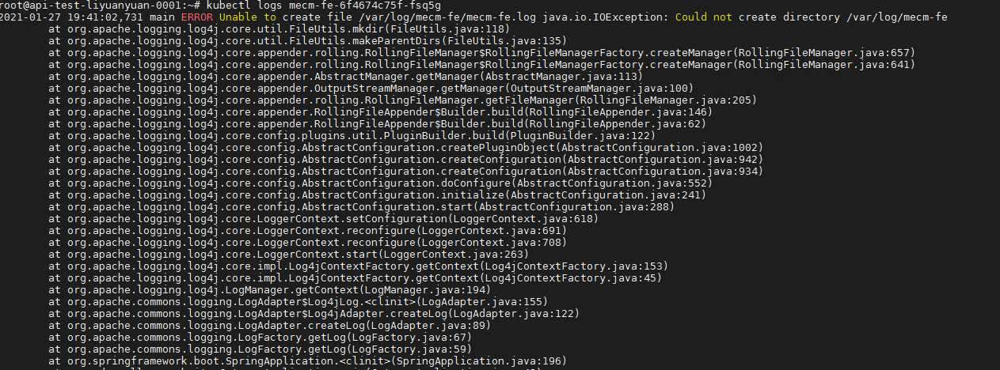 root@api-test-liyuanyuan-0001:~# kubectl logs mecm-fe-6f4674c75f-fsq5g
2021-01-27 19:41:02,731 main ERROR Unable to create file /var/log/mecm-fe/mecm-fe.log java.io.IOException: Could not create directory /var/log/mecm-fe
at org.apache.logging.log4j.core.util.FileUtils.mkdir(FileUtils.java:118)
at org.apache.logging.log4j.core.util.FileUtils.makeParentDirs(FileUtils.java:135)
at org.apache.logging.log4j.core.appender.rolling.RollingFileManager$RollingFileManagerFactory.createManager(RollingFileManager.java:657)
at org.apache.logging.log4j.core.appender.rolling.RollingFileManager$RollingFileManagerFactory.createManager(RollingFileManager.java:641)
at org.apache.logging.log4j.core.appender.AbstractManager.getManager(AbstractManager.java:113)
at org.apache.logging.log4j.core.appender.OutputStreamManager.getManager(OutputStreamManager.java:100)
at org.apache.logging.log4j.core.appender.rolling.RollingFileManager.getFileManager(RollingFileManager.java:205)
at org.apache.logging.log4j.core.appender.RollingFileAppender$Builder.build(RollingFileAppender.java:146)
at org.apache.logging.log4j.core.appender.RollingFileAppender$Builder.build(RollingFileAppender.java:62)
at org.apache.logging.log4j.core.config.plugins.util.PluginBuilder.build(PluginBuilder.java:122)
at org.apache.logging.log4j.core.config.AbstractConfiguration.createPluginObject(AbstractConfiguration.java:1002)
at org.apache.logging.log4j.core.config.AbstractConfiguration.createConfiguration(AbstractConfiguration.java:942)
at org.apache.logging.log4j.core.config.AbstractConfiguration.createConfiguration(AbstractConfiguration.java:934)
at org.apache.logging.log4j.core.config.AbstractConfiguration.doConfigure(AbstractConfiguration.java:552)
at org.apache.logging.log4j.core.config.AbstractConfiguration.initialize(AbstractConfiguration.java:241)
at org.apache.logging.log4j.core.config.AbstractConfiguration.start(AbstractConfiguration.java:288)
at org.apache.logging.log4j.core.LoggerContext.setConfiguration(LoggerContext.java:618)
at org.apache.logging.log4j.core.LoggerContext.reconfigure(LoggerContext.java:691)
at org.apache.logging.log4j.core.LoggerContext.reconfigure(LoggerContext.java:708)
at org.apache.logging.log4j.core.LoggerContext.start(LoggerContext.java:263)
at org.apache.logging.log4j.core.impl.Log4jContextFactory.getContext(Log4jContextFactory.java:153)
at org.apache.logging.log4j.core.impl.Log4jContextFactory.getContext(Log4jContextFactory.java:45)
at org.apache.logging.log4j.LogManager.getContext(LogManager.java:194)
at org.apache.commons.logging.LogAdapter$Log4jLog.<clinit>(LogAdapter.java:155)
at org.apache.commons.logging.LogAdapter$Log4jAdapter.createLog(LogAdapter.java:122)
at org.apache.commons.logging.LogAdapter.createLog(LogAdapter.java:89)
at org.apache.commons.logging.LogFactory.getLog(LogFactory.java:67)
at org.apache.commons.logging.LogFactory.getLog(LogFactory.java:59)
at org.springframework.boot.SpringApplication.<clinit>(SpringApplication.java:196)